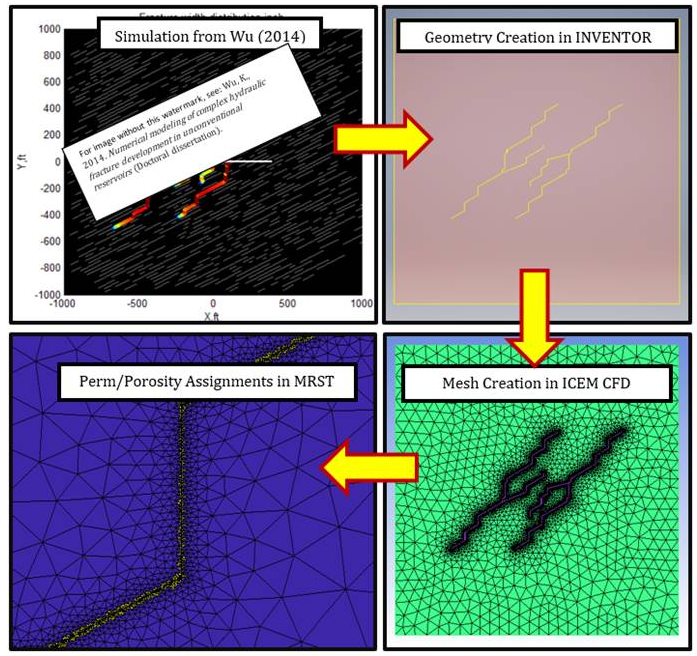 Fracture width distribution, inch
Simulation from Wu (2014)
1000
800
600
400
200
0
-200
-400
-600
-800
-1000
Y,ft
-1000
-500
0
500
1000
X,ft
For image without this watermark, see: Wu, K.,
2014. Numerical modeling of complex hydraulic
fracture development in unconventional
reservoirs (Doctoral dissertation).
Geometry Creation in INVENTOR
Perm/Porosity Assignments in MRST
Mesh Creation in ICEM CFD